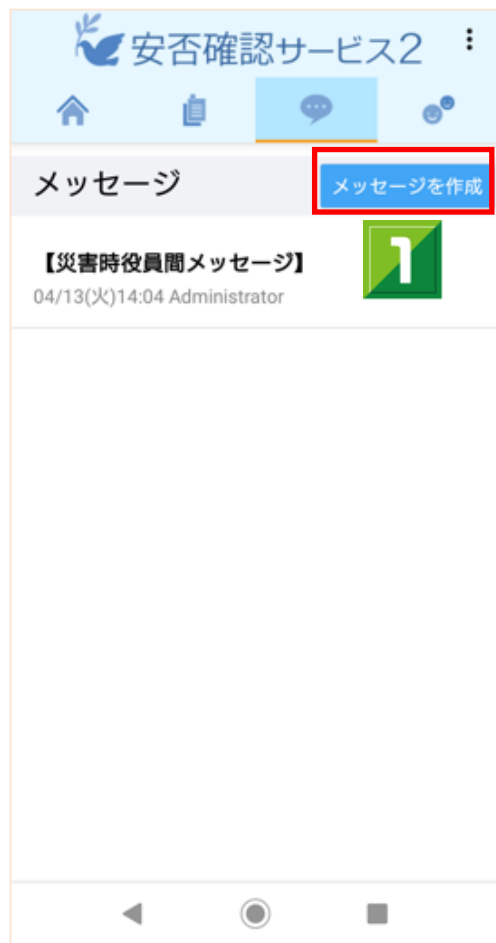 安否確認サービス2
メッセージ
メッセージを作成
【災害時役員間メッセージ】
1
04/13(火)14:04 Administrator